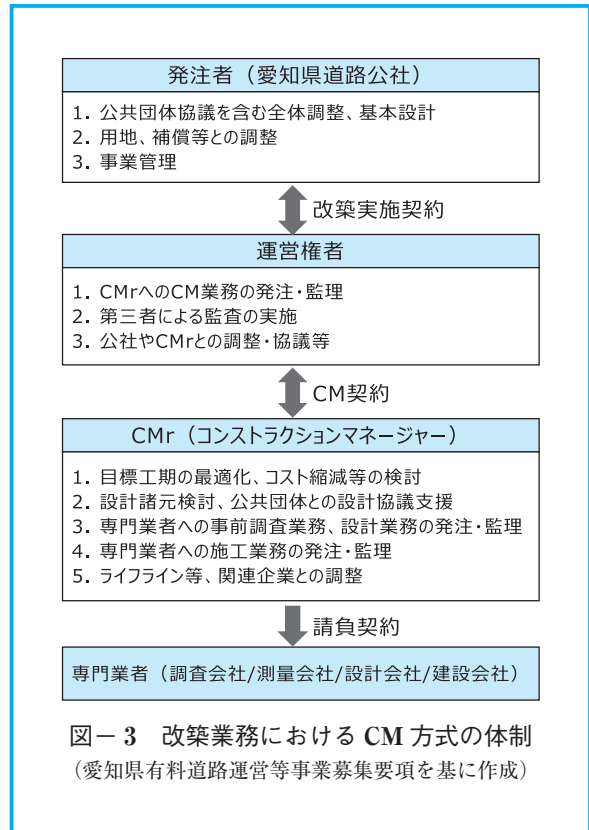 発注者（愛知県道路公社）
1. 公共団体協議を含む全体調整、基本設計
2. 用地、補償等との調整
3. 事業管理
改築実施契約
運営権者
1. CMrへのCM業務の発注・監理
2. 第三者による監査の実施
3. 公社やCMrとの調整・協議等
CM契約
CMr（コンストラクションマネージャー）
1. 目標工期の最適化、コスト縮減等の検討
2. 設計諸元検討、公共団体との設計協議支援
3. 専門業者への事前調査業務、設計業務の発注・監理
4. 専門業者への施工業務の発注・監理
5. ライフライン等、関連企業との調整
請負契約
専門業者（調査会社/測量会社/設計会社/建設会社）
図－3　改築業務における CM 方式の体制
（愛知県有料道路運営等事業募集要項を基に作成）